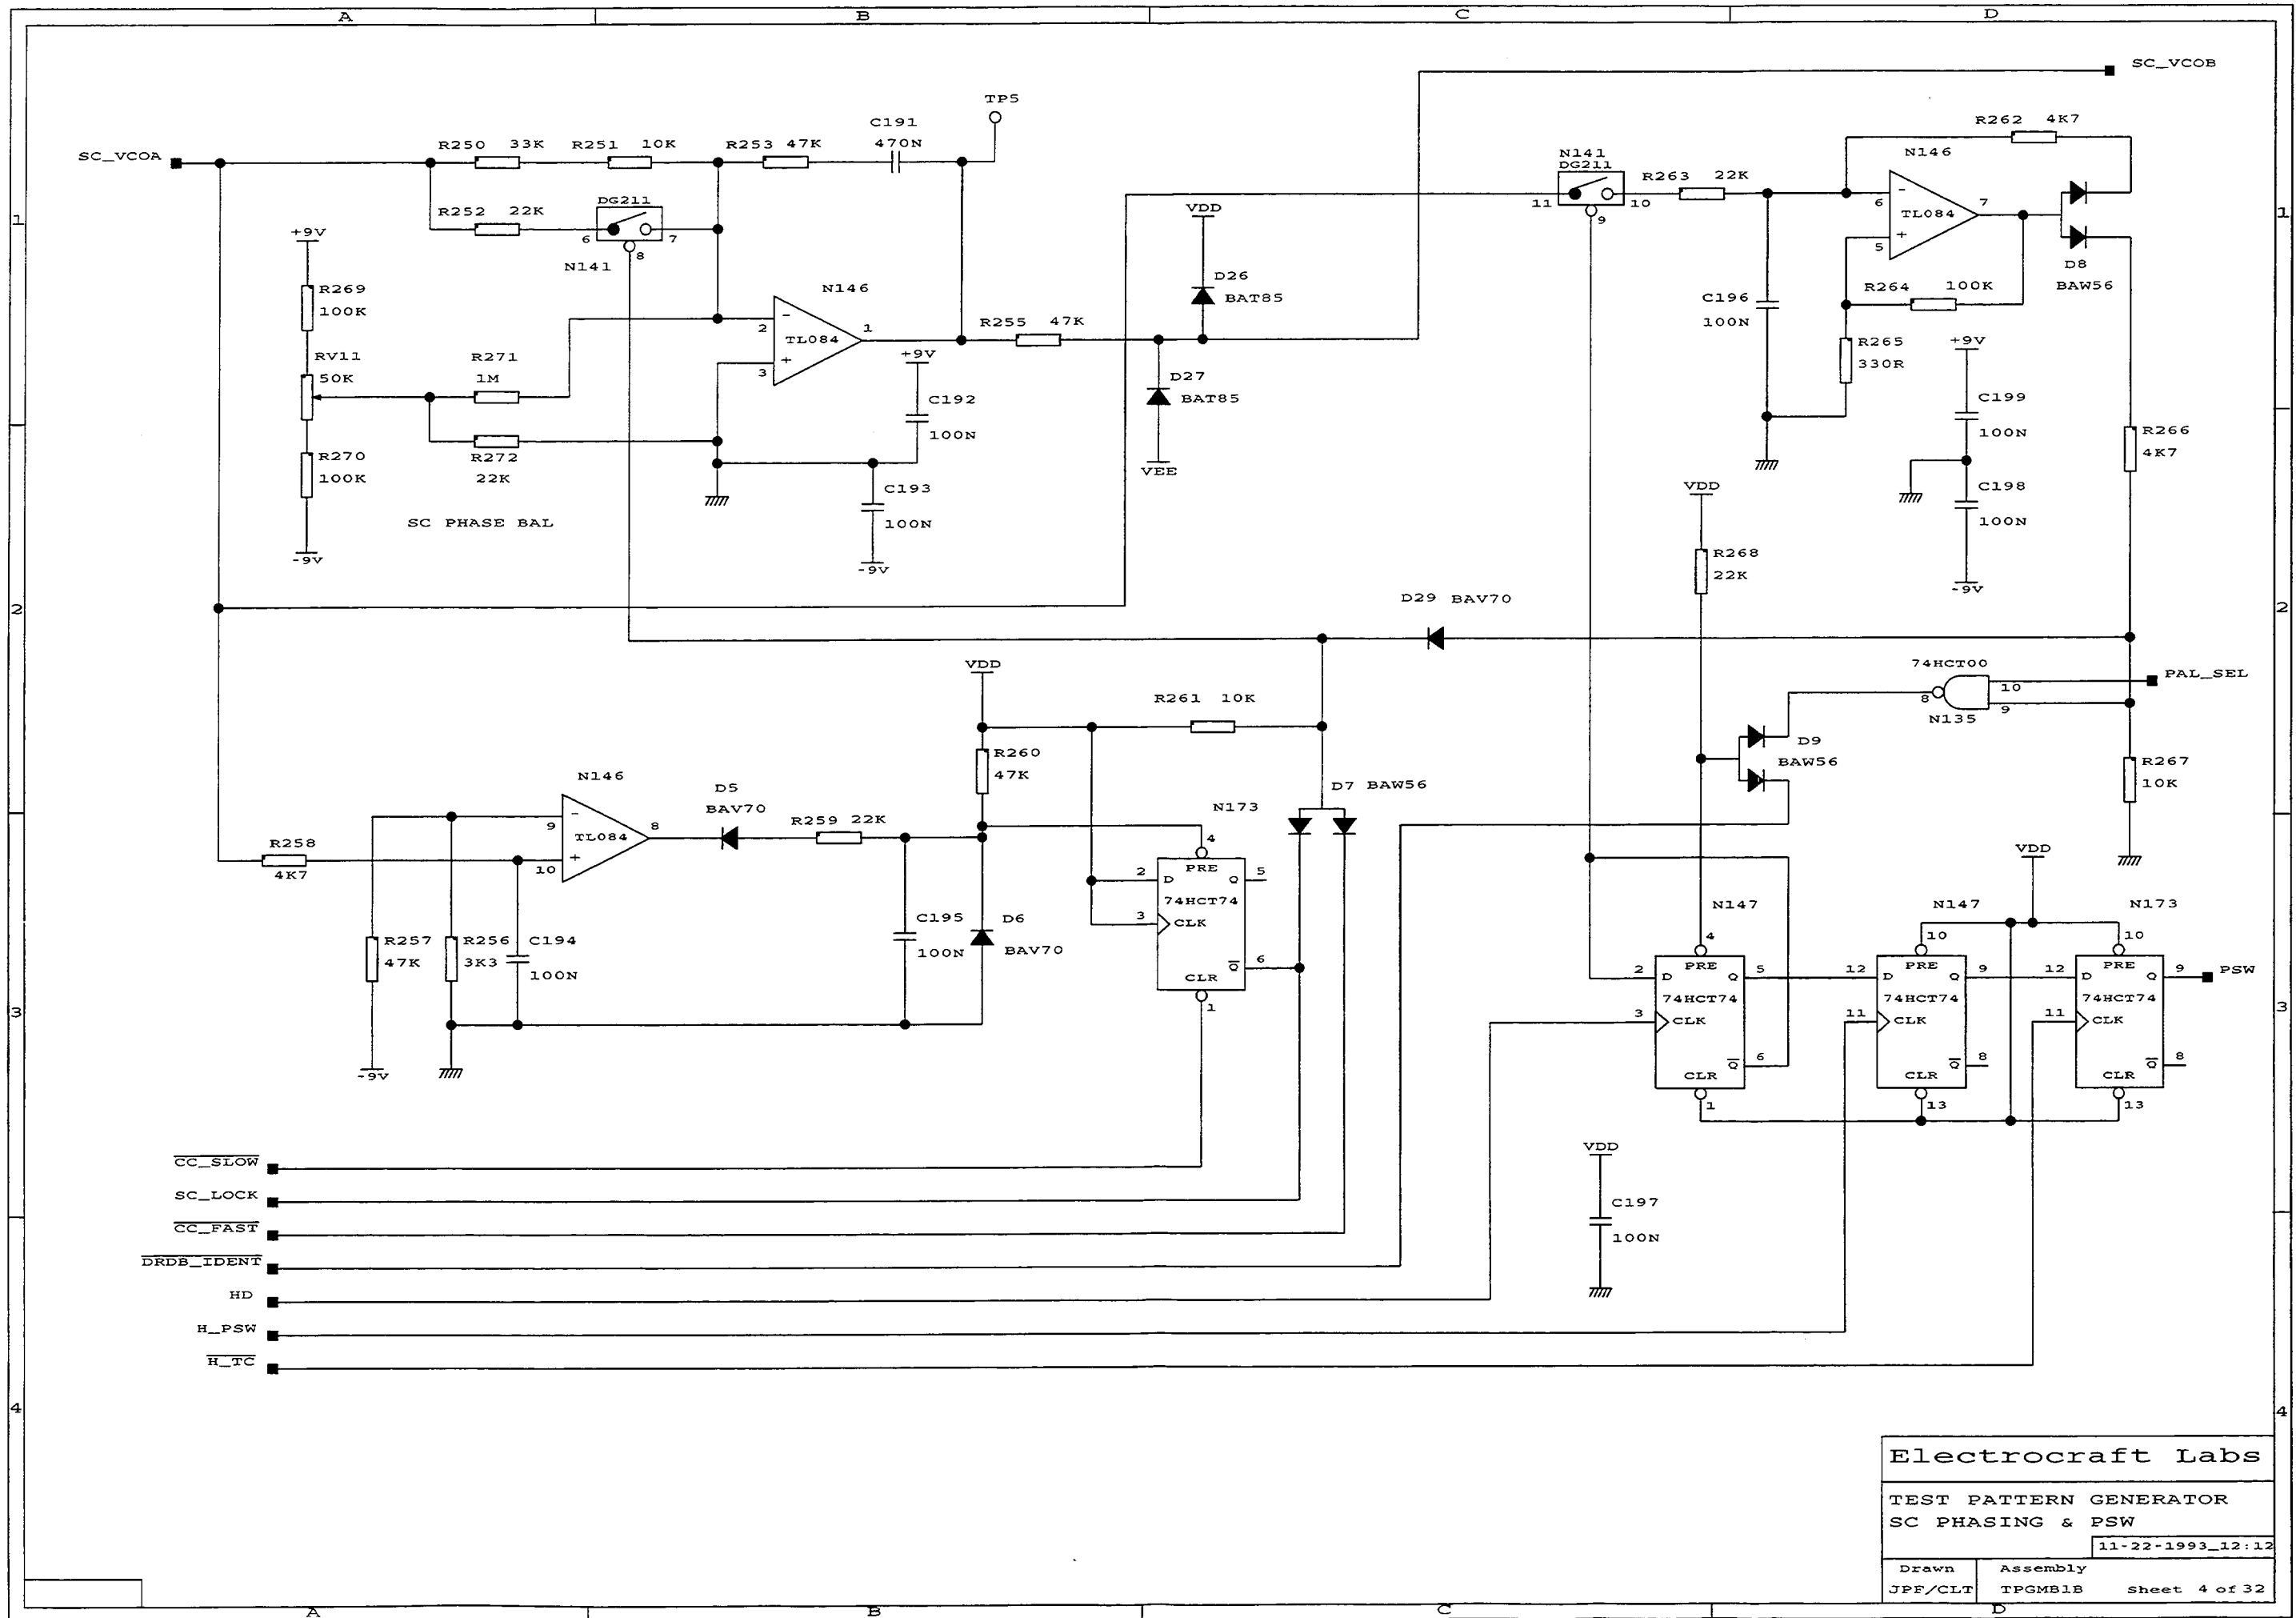 A B C D
SC_VCOB
TP5
R262 4K7
C191
470N
SC_VCOA
R250 33K R251 10K R253 47K
N141
DG211
N146
R263 22K
11 10
9
6
7
TL084
5
-
+
1
1
R252 22K
DG211
6 7
8
N141
VDD
+9V
D8
BAW56
R269
100K
N146
D26
BAT85
R264 100K
C196
100N
2
1
TL084
3
-
+
R255 47K
RV11
50K
R271
1M
+9V
R265
330R
+9V
D27
BAT85
C192
100N
C199
100N
R266
4K7
R270
100K
R272
22K
VEE
C193
100N
VDD
C198
100N
SC PHASE BAL
-9V
-9V
R268
22K
-9V
2
2
D29 BAV70
VDD
74HCT00
PAL_SEL
8
10
9
N135
R261 10K
R260
47K
D9
BAW56
R267
10K
N146
D5
BAV70
N173
D7 BAW56
9
8
TL084
10
-
+
R259 22K
R258
4K7
4
PRE
2 D Q 5
74HCT74
3 CLK
Q 6
CLR
1
VDD
N147 N147 N173
R257
47K
R256
3K3
C194
100N
C195
100N
D6
BAV70
4 10 10
PRE PRE PRE
2 D Q 5 12 D Q 9 12 D Q 9
PSW
74HCT74 74HCT74 74HCT74
3 CLK 11 CLK 11 CLK
Q 6 Q 8 Q 8
CLR CLR CLR
1 13 13
3
3
-9V
VDD
CC_SLOW
SC_LOCK
CC_FAST
DRDB_IDENT
HD
H_PSW
H_TC
C197
100N
4
4
Electrocraft Labs
TEST PATTERN GENERATOR
SC PHASING & PSW
11-22-1993_12:12
Drawn Assembly
JPF/CLT TPGMB1B Sheet 4 of 32
A B C D